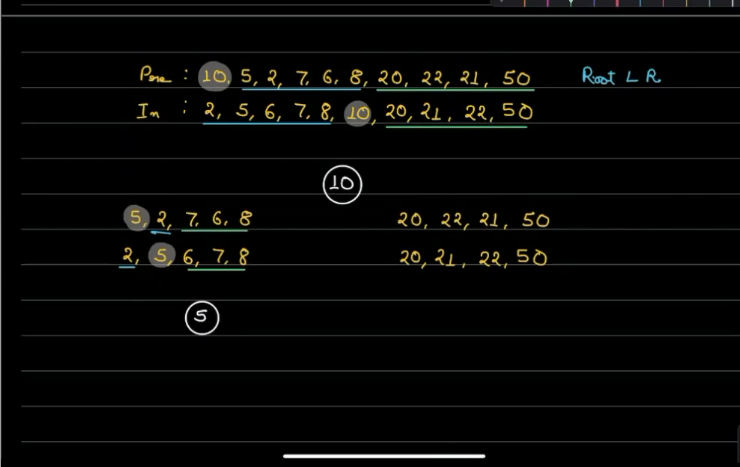 Pre : 10, 5, 2, 7, 6, 8, 20, 22, 21, 50 Root L R
In : 2, 5, 6, 7, 8, 10, 20, 21, 22, 50
10
5, 2, 7, 6, 8 20, 22, 21, 50
2, 5, 6, 7, 8 20, 21, 22, 50
5